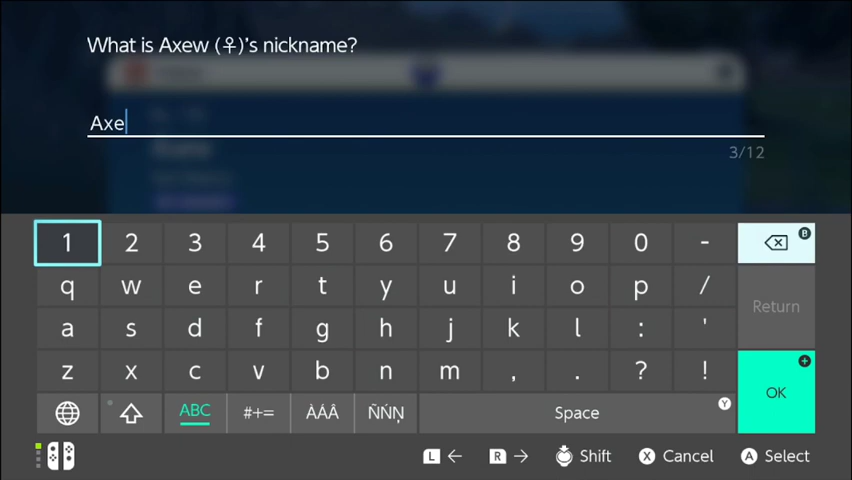 What is Axew (♀)'s nickname?
Axe
3/12
1 2 3 4 5 6 7 8 9 0 -
B
q w e r t y u i o p /
Return
a s d f g h j k l : '
z x c v b n m , . ? !
+
OK
ABC #+= ÀÁÂ ÑŃŅ Space Y
L ← R → Shift X Cancel A Select